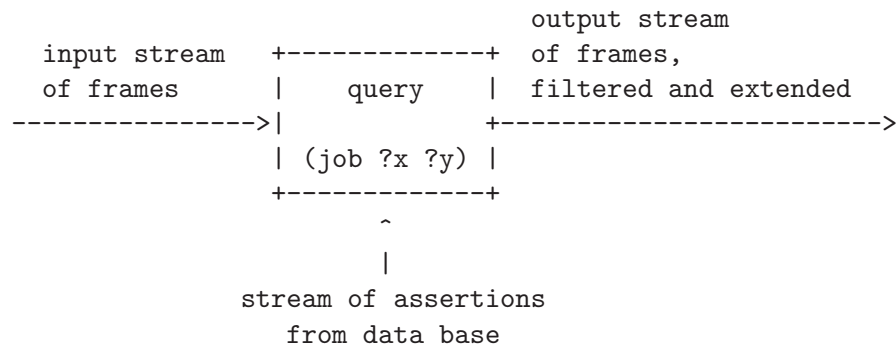 output stream
input stream +-------------+ of frames,
of frames | query | filtered and extended
---------------->| +------------------------->
| (job ?x ?y) |
+-------------+
^
|
stream of assertions
from data base